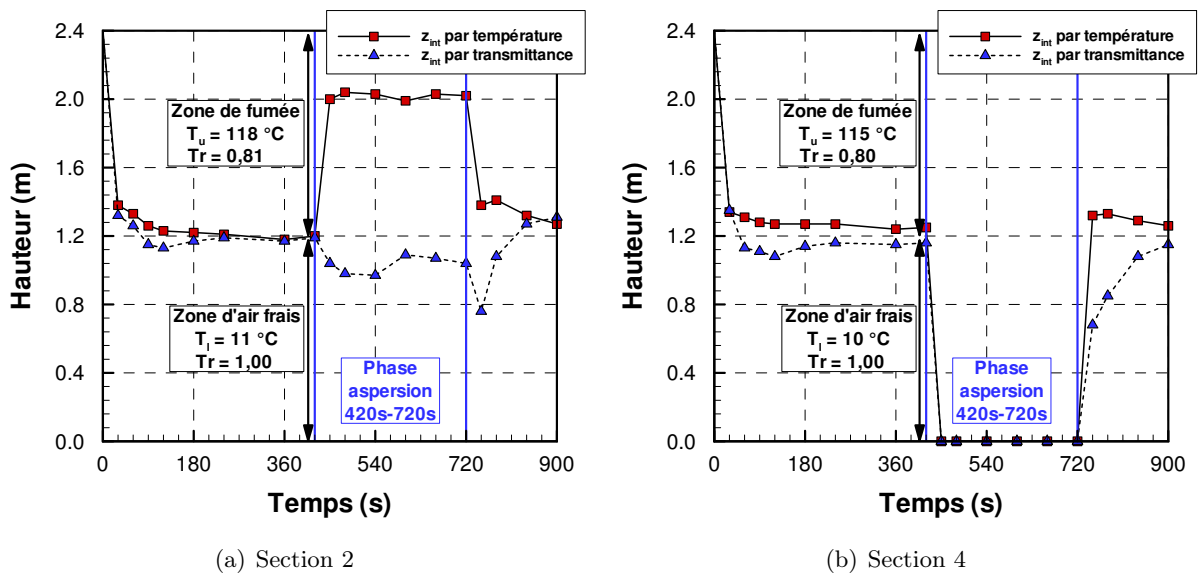 2.4
2.0
1.6
1.2
0.8
0.4
0.0
Hauteur (m)
0
180
360
540
720
900
Temps (s)
z_int par température
z_int par transmittance
Zone de fumée
T_u = 118 °C
Tr = 0,81
Zone d'air frais
T_l = 11 °C
Tr = 1,00
Phase
aspersion
420s-720s
(a) Section 2
2.4
2.0
1.6
1.2
0.8
0.4
0.0
Hauteur (m)
0
180
360
540
720
900
Temps (s)
z_int par température
z_int par transmittance
Zone de fumée
T_u = 115 °C
Tr = 0,80
Zone d'air frais
T_l = 10 °C
Tr = 1,00
Phase
aspersion
420s-720s
(b) Section 4